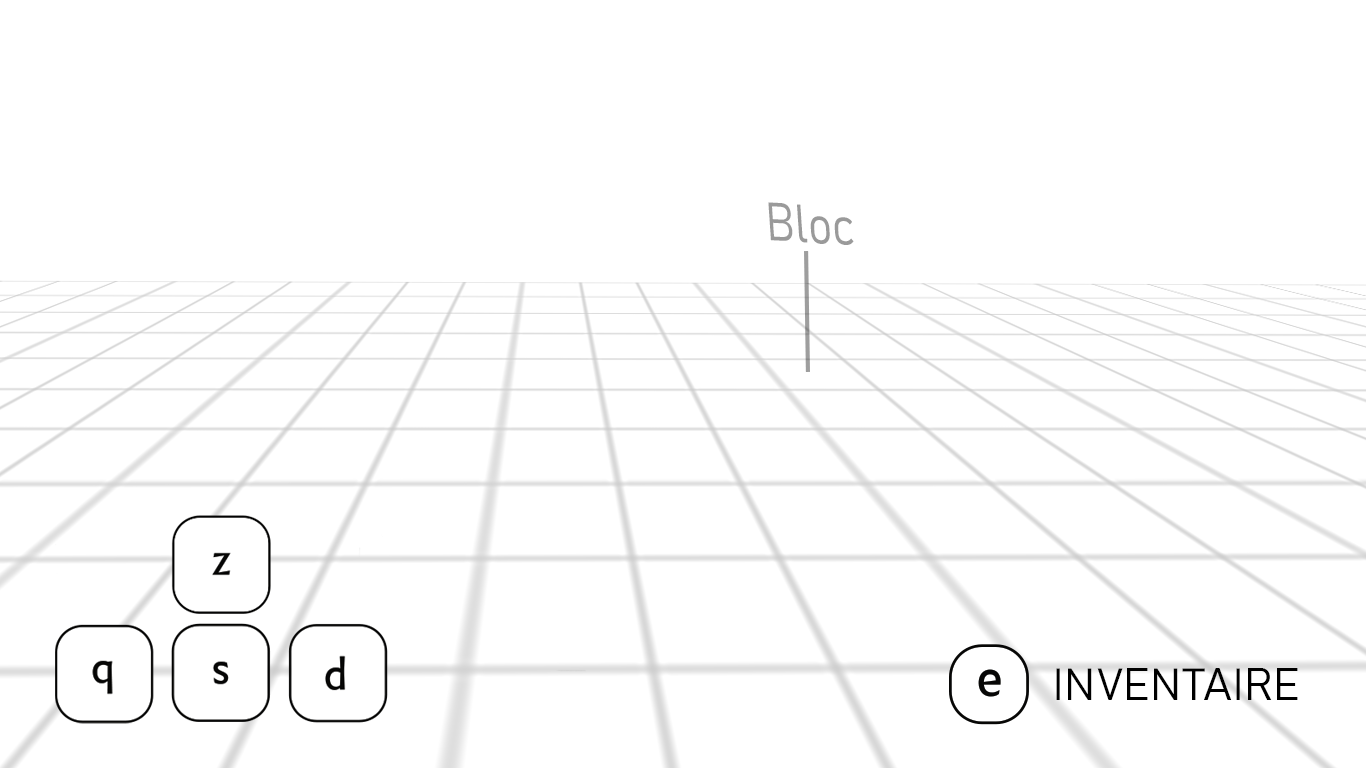 Bloc
z
q s d
e INVENTAIRE